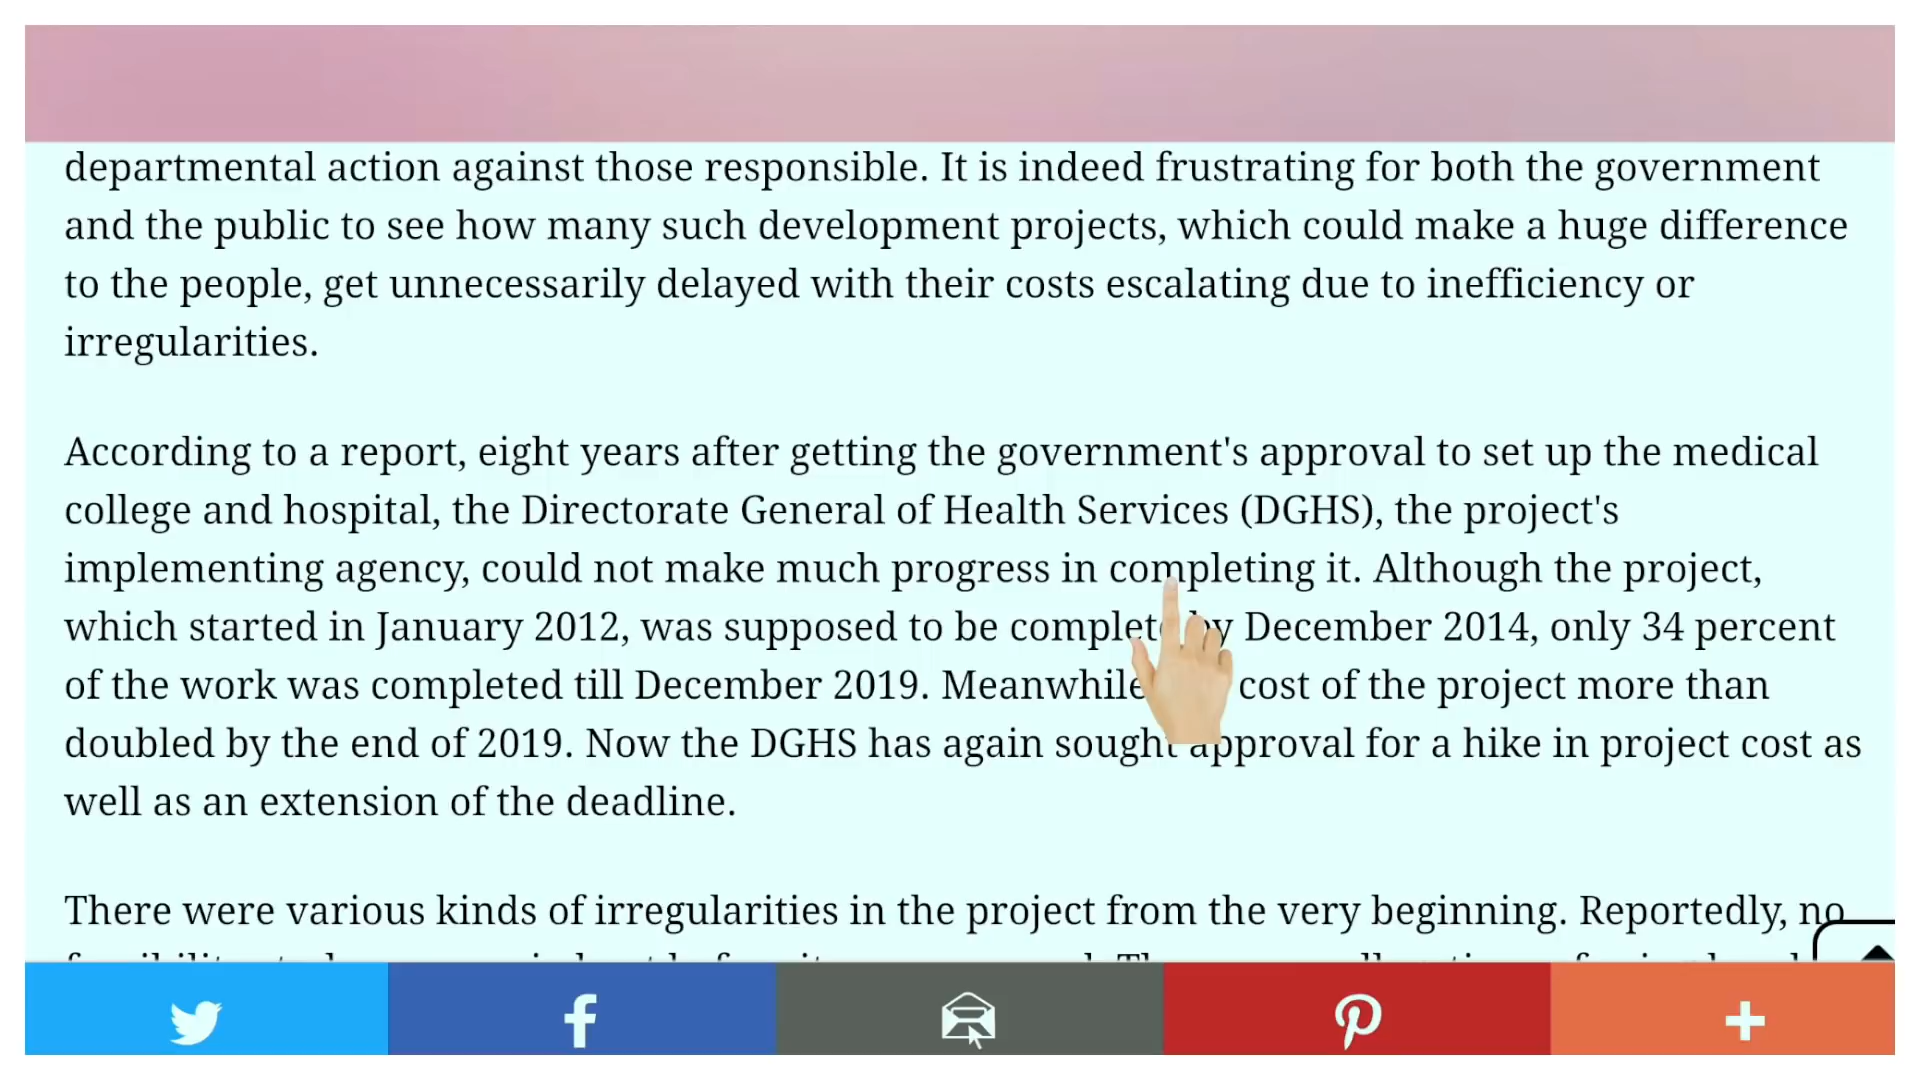 departmental action against those responsible. It is indeed frustrating for both the government
and the public to see how many such development projects, which could make a huge difference
to the people, get unnecessarily delayed with their costs escalating due to inefficiency or
irregularities.
According to a report, eight years after getting the government's approval to set up the medical
college and hospital, the Directorate General of Health Services (DGHS), the project's
implementing agency, could not make much progress in completing it. Although the project,
which started in January 2012, was supposed to be complete by December 2014, only 34 percent
of the work was completed till December 2019. Meanwhile cost of the project more than
doubled by the end of 2019. Now the DGHS has again sought approval for a hike in project cost as
well as an extension of the deadline.
There were various kinds of irregularities in the project from the very beginning. Reportedly, no